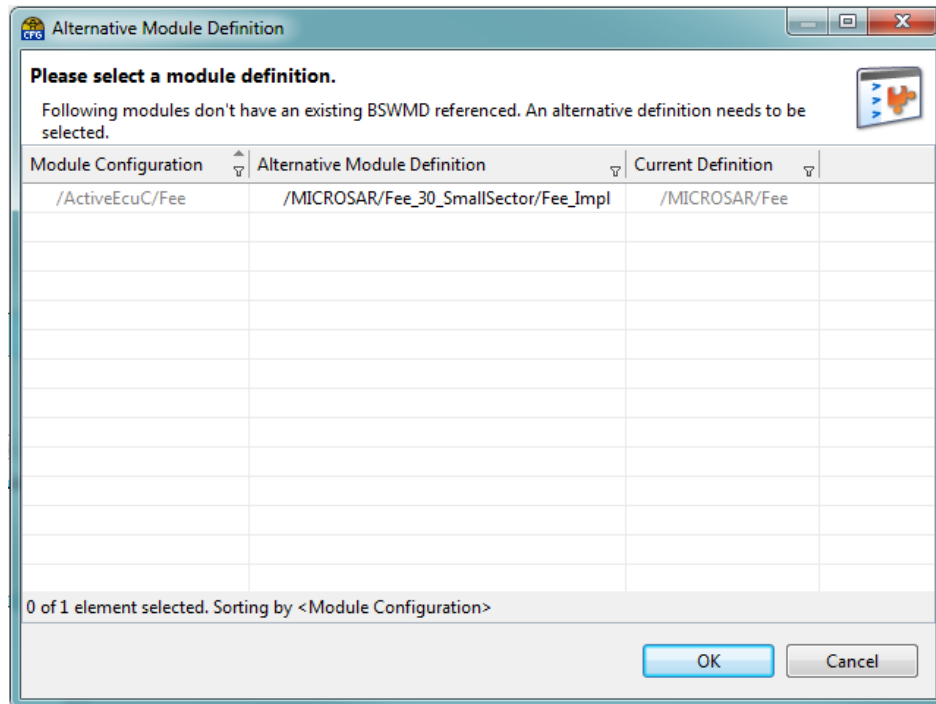 CFG
Alternative Module Definition
Please select a module definition.
Following modules don't have an existing BSWMD referenced. An alternative definition needs to be
selected.
Module Configuration Alternative Module Definition Current Definition
/ActiveEcuC/Fee /MICROSAR/Fee_30_SmallSector/Fee_Impl /MICROSAR/Fee
0 of 1 element selected. Sorting by <Module Configuration>
OK Cancel